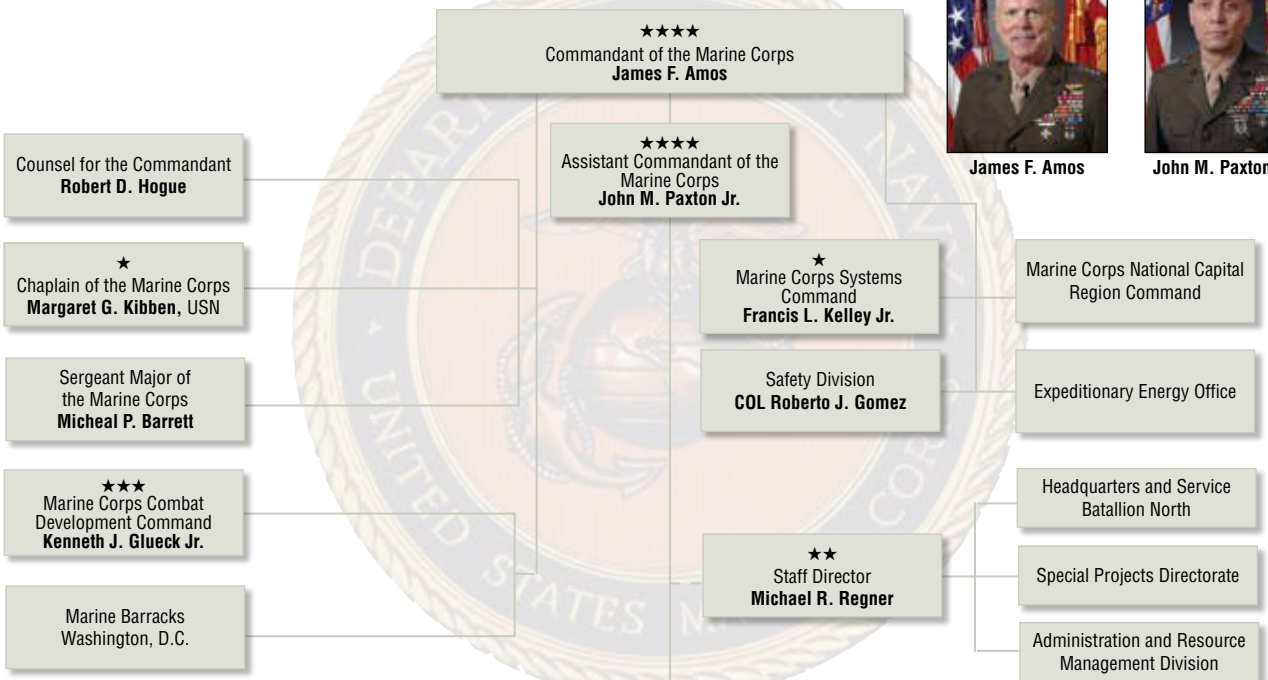 ★★★★
Commandant of the Marine Corps
James F. Amos
★★★★
Assistant Commandant of the
Marine Corps
John M. Paxton Jr.
James F. Amos
John M. Paxton
Counsel for the Commandant
Robert D. Hogue
★
Chaplain of the Marine Corps
Margaret G. Kibben, USN
Sergeant Major of
the Marine Corps
Micheal P. Barrett
★★★
Marine Corps Combat
Development Command
Kenneth J. Glueck Jr.
Marine Barracks
Washington, D.C.
★
Marine Corps Systems
Command
Francis L. Kelley Jr.
Safety Division
COL Roberto J. Gomez
★★
Staff Director
Michael R. Regner
Marine Corps National Capital
Region Command
Expeditionary Energy Office
Headquarters and Service
Batallion North
Special Projects Directorate
Administration and Resource
Management Division
UNITED STATES